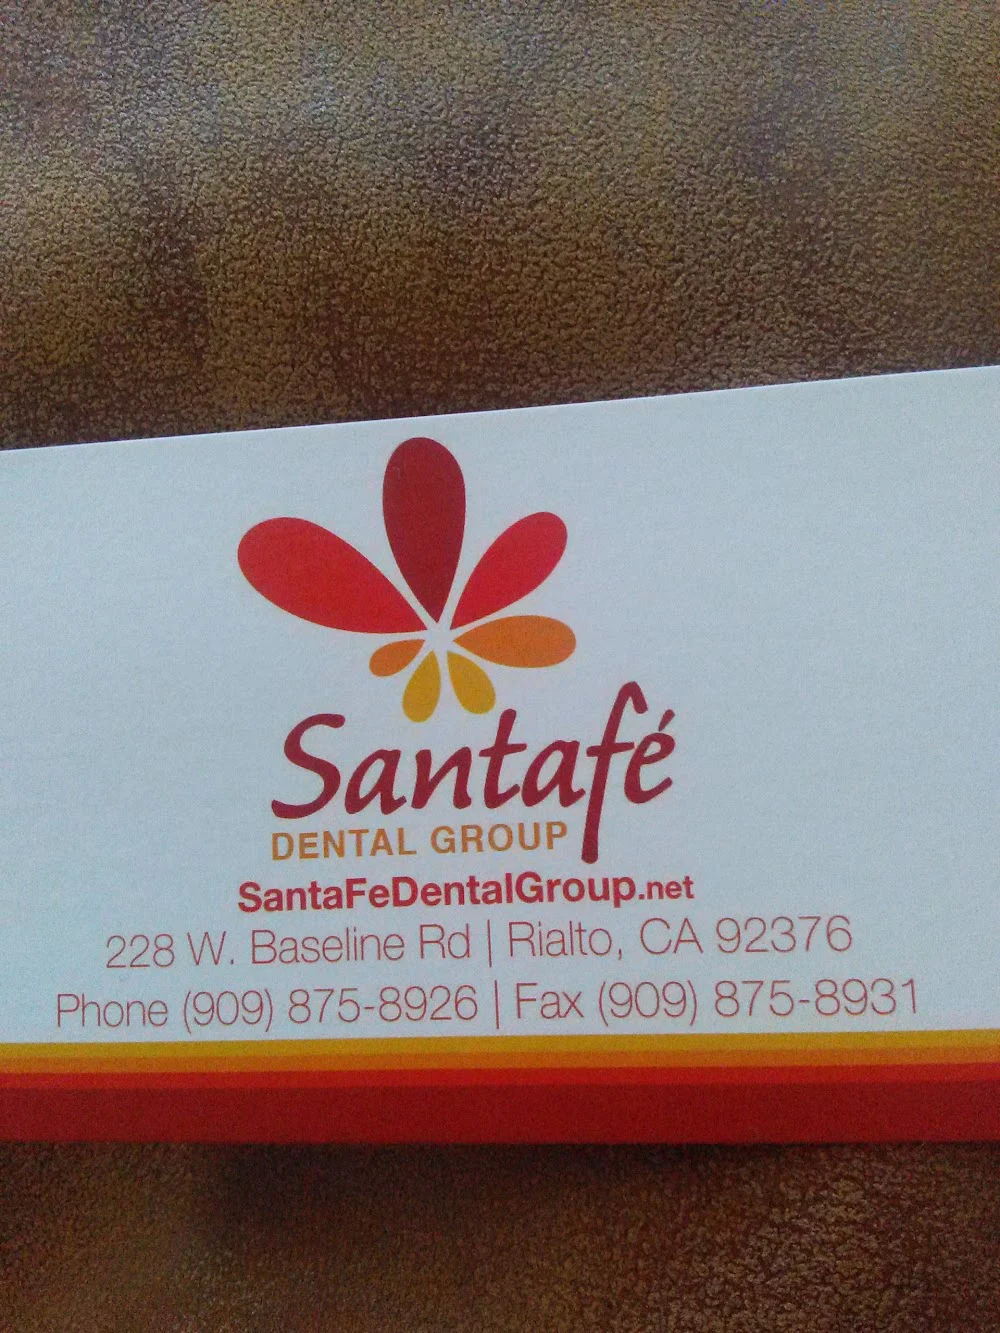 Santafé
DENTAL GROUP
SantaFeDentalGroup.net
228 W. Baseline Rd | Rialto, CA 92376
Phone (909) 875-8926 | Fax (909) 875-8931